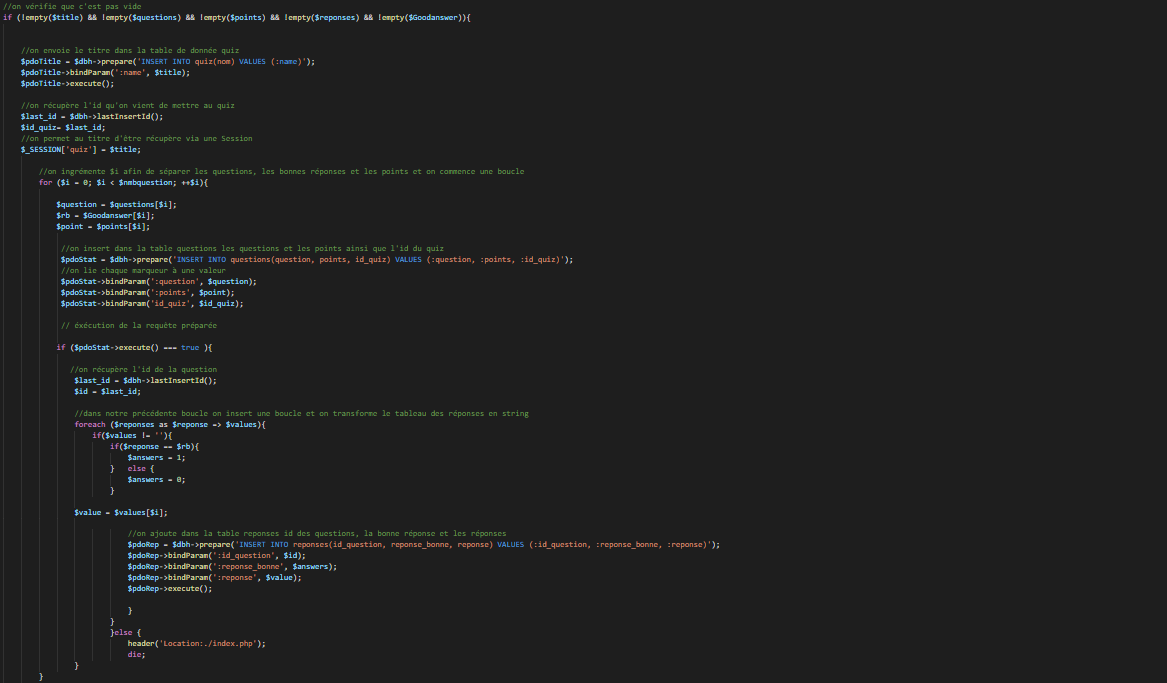 //on vérifie que c'est pas vide
if (!empty($title) && !empty($questions) && !empty($points) && !empty($reponses) && !empty($Goodanswer)){
//on envoie le titre dans la table de donnée quiz
$pdoTitle = $dbh->prepare('INSERT INTO quiz(nom) VALUES (:name)');
$pdoTitle->bindParam(':name', $title);
$pdoTitle->execute();
//on récupère l'id qu'on vient de mettre au quiz
$last_id = $dbh->lastInsertId();
$id_quiz= $last_id;
//on permet au titre d'être récupère via une Session
$_SESSION['quiz'] = $title;
//on ingrémente $i afin de séparer les questions, les bonnes réponses et les points et on commence une boucle
for ($i = 0; $i < $nmbquestion; ++$i){
$question = $questions[$i];
$rb = $Goodanswer[$i];
$point = $points[$i];
//on insert dans la table questions les questions et les points ainsi que l'id du quiz
$pdoStat = $dbh->prepare('INSERT INTO questions(question, points, id_quiz) VALUES (:question, :points, :id_quiz)');
//on lie chaque marqueur à une valeur
$pdoStat->bindParam(':question', $question);
$pdoStat->bindParam(':points', $point);
$pdoStat->bindParam('id_quiz', $id_quiz);
// éxécution de la requête préparée
if ($pdoStat->execute() === true ){
//on récupère l'id de la question
$last_id = $dbh->lastInsertId();
$id = $last_id;
//dans notre précédente boucle on insert une boucle et on transforme le tableau des réponses en string
foreach ($reponses as $reponse => $values){
if($values != ''){
if($reponse == $rb){
$answers = 1;
} else {
$answers = 0;
}
$value = $values[$i];
//on ajoute dans la table reponses id des questions, la bonne réponse et les réponses
$pdoRep = $dbh->prepare('INSERT INTO reponses(id_question, reponse_bonne, reponse) VALUES (:id_question, :reponse_bonne, :reponse)');
$pdoRep->bindParam(':id_question', $id);
$pdoRep->bindParam(':reponse_bonne', $answers);
$pdoRep->bindParam(':reponse', $value);
$pdoRep->execute();
}
}
}else {
header('Location:./index.php');
die;
}
}